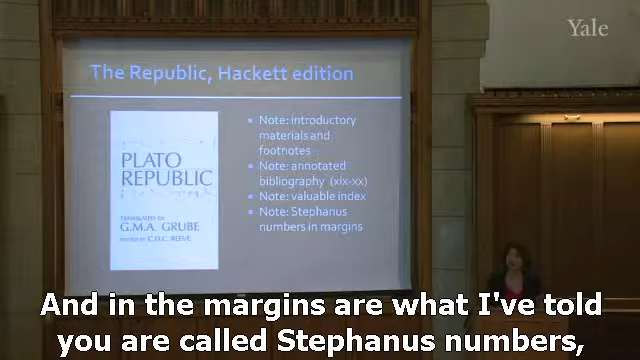 Yale
The Republic, Hackett edition
PLATO
REPUBLIC
TRANSLATED BY
G.M.A. GRUBE
REVISED BY C.D.C. REEVE
• Note: introductory
materials and
footnotes
• Note: annotated
bibliography (xix-xx)
• Note: valuable index
• Note: Stephanus
numbers in margins
And in the margins are what I've told
you are called Stephanus numbers,